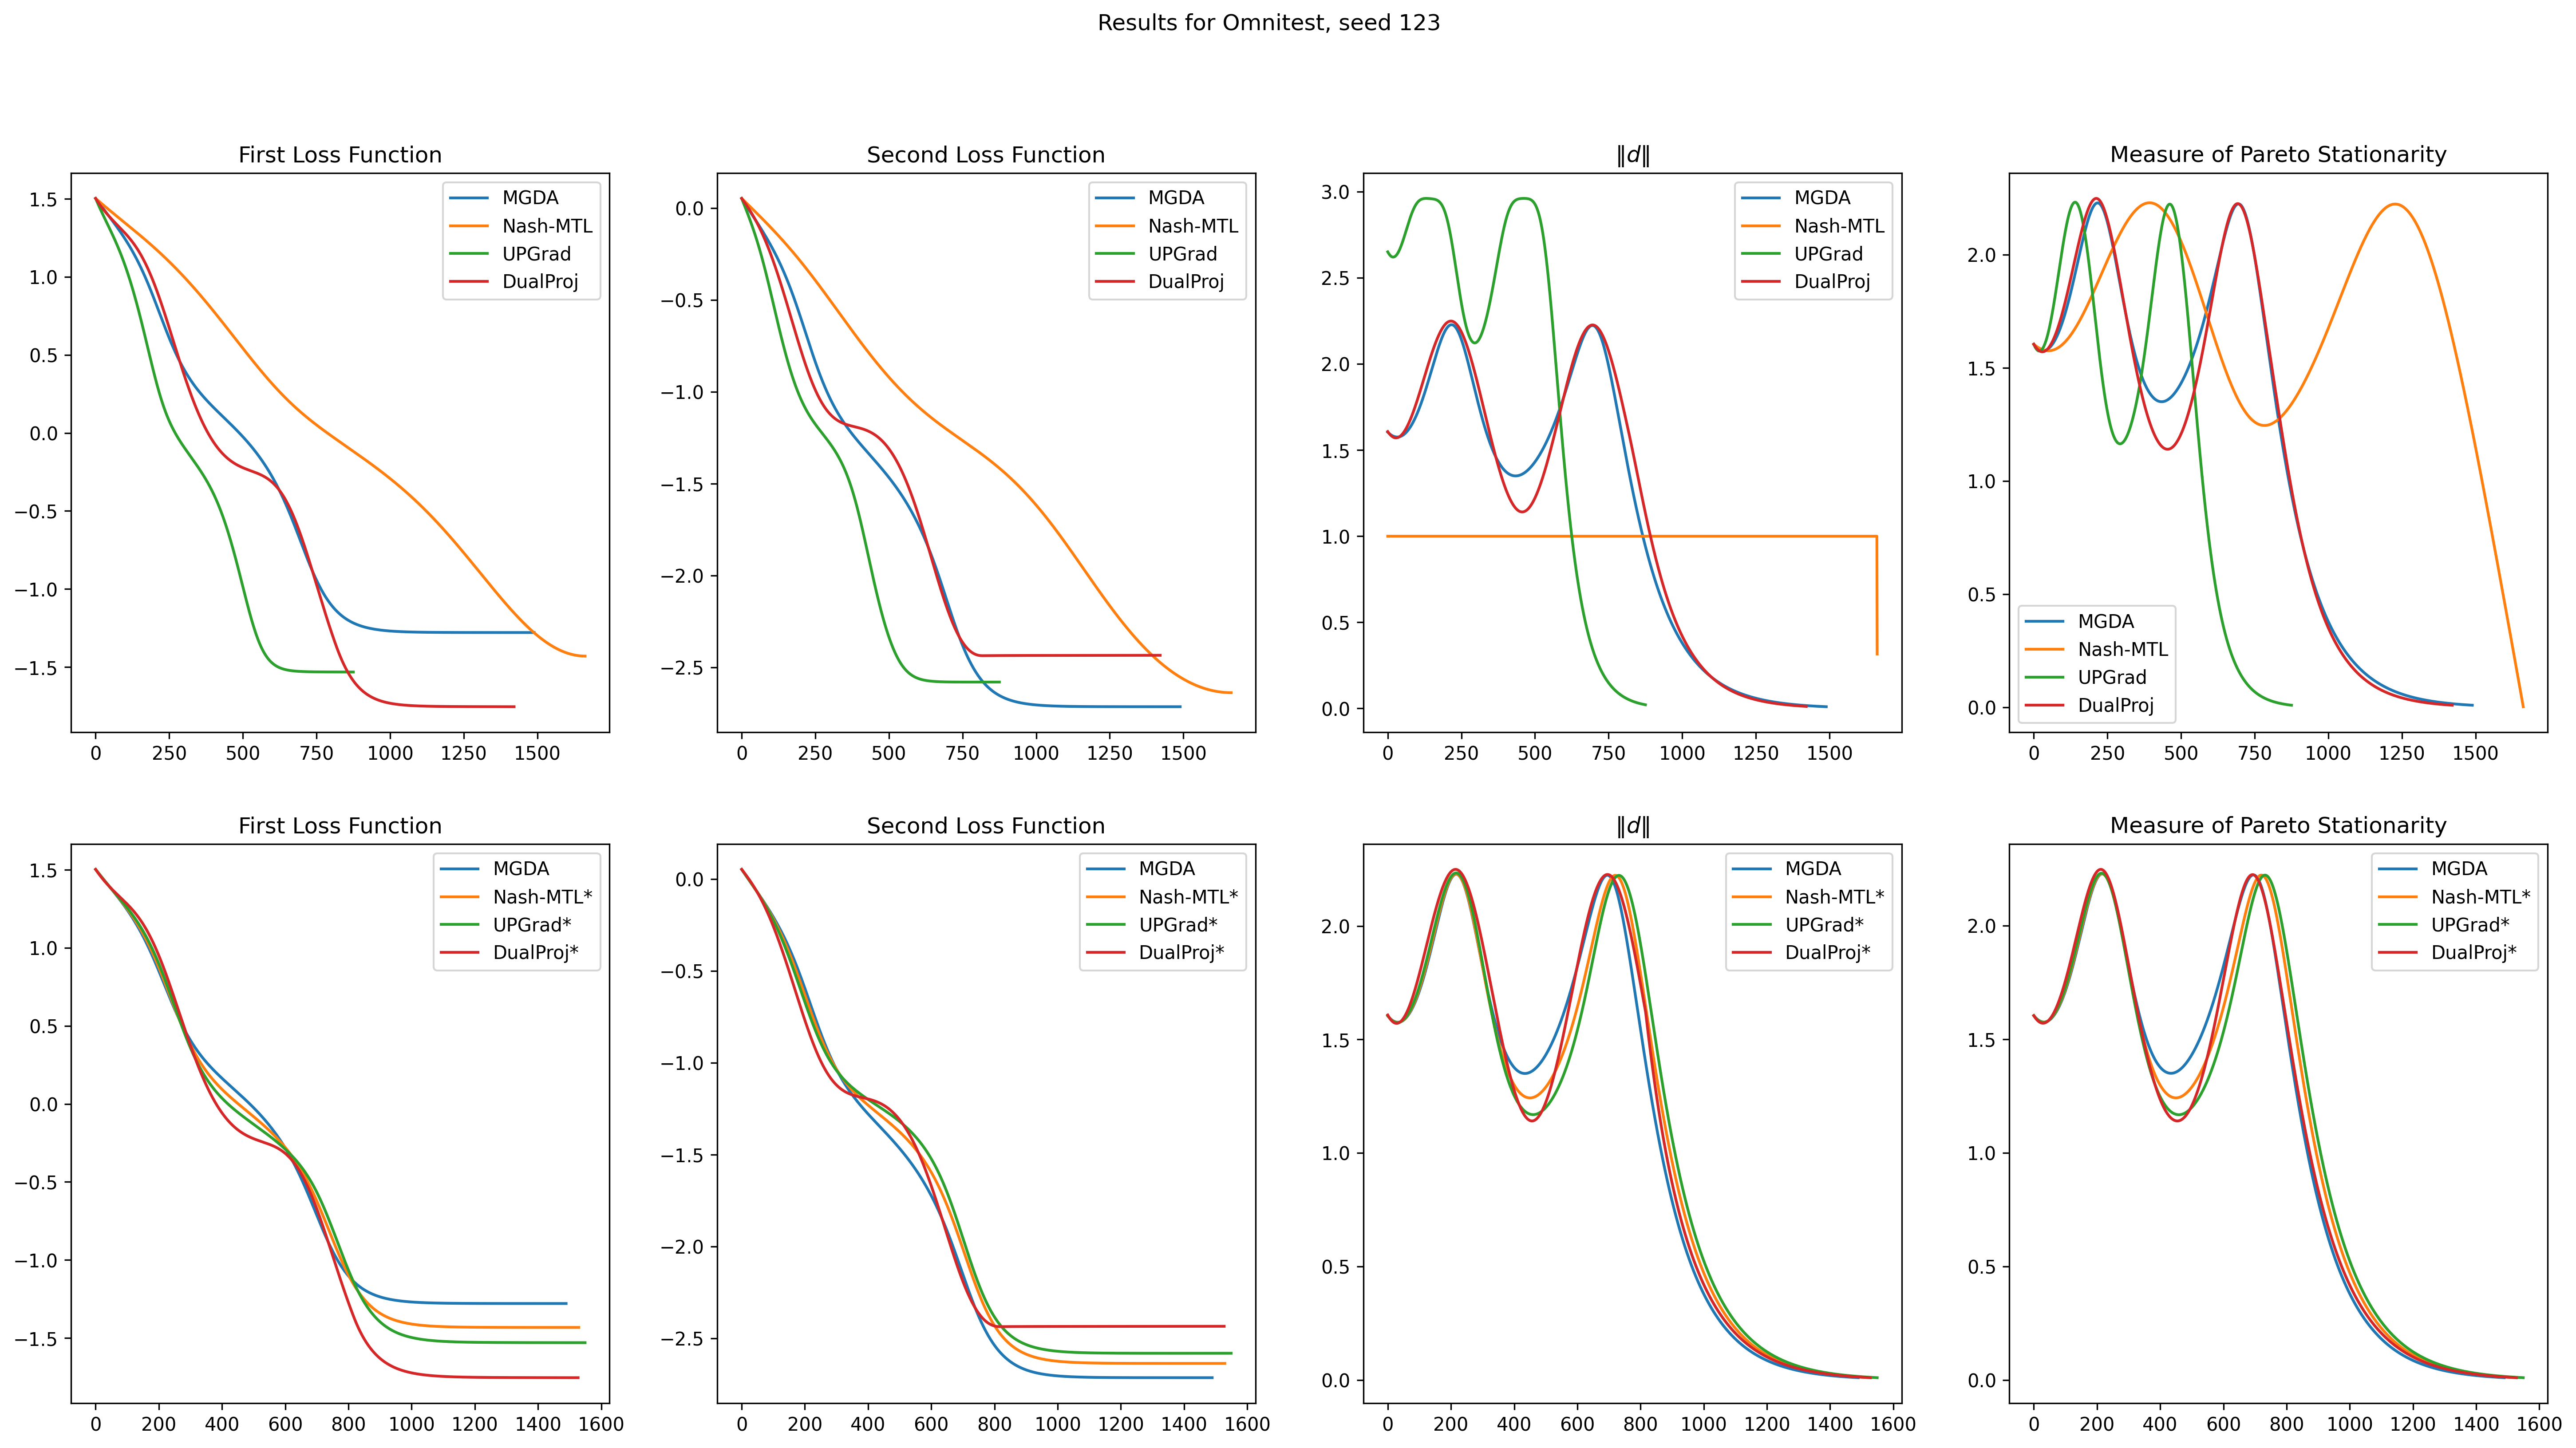 Results for Omnitest, seed 123
First Loss Function
1.5
1.0
0.5
0.0
−0.5
−1.0
−1.5
0 250 500 750 1000 1250 1500
MGDA
Nash-MTL
UPGrad
DualProj
Second Loss Function
0.0
−0.5
−1.0
−1.5
−2.0
−2.5
0 250 500 750 1000 1250 1500
MGDA
Nash-MTL
UPGrad
DualProj
‖d‖
3.0
2.5
2.0
1.5
1.0
0.5
0.0
0 250 500 750 1000 1250 1500
MGDA
Nash-MTL
UPGrad
DualProj
Measure of Pareto Stationarity
2.0
1.5
1.0
0.5
0.0
0 250 500 750 1000 1250 1500
MGDA
Nash-MTL
UPGrad
DualProj
First Loss Function
1.5
1.0
0.5
0.0
−0.5
−1.0
−1.5
0 200 400 600 800 1000 1200 1400 1600
MGDA
Nash-MTL*
UPGrad*
DualProj*
Second Loss Function
0.0
−0.5
−1.0
−1.5
−2.0
−2.5
0 200 400 600 800 1000 1200 1400 1600
MGDA
Nash-MTL*
UPGrad*
DualProj*
‖d‖
2.0
1.5
1.0
0.5
0.0
0 200 400 600 800 1000 1200 1400 1600
MGDA
Nash-MTL*
UPGrad*
DualProj*
Measure of Pareto Stationarity
2.0
1.5
1.0
0.5
0.0
0 200 400 600 800 1000 1200 1400 1600
MGDA
Nash-MTL*
UPGrad*
DualProj*